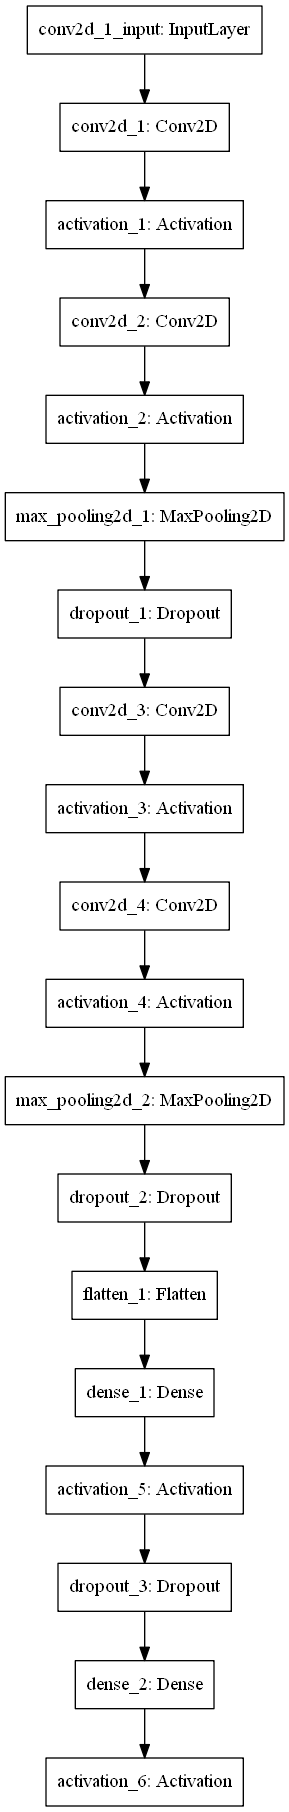 conv2d_1_input: InputLayer
conv2d_1: Conv2D
activation_1: Activation
conv2d_2: Conv2D
activation_2: Activation
max_pooling2d_1: MaxPooling2D
dropout_1: Dropout
conv2d_3: Conv2D
activation_3: Activation
conv2d_4: Conv2D
activation_4: Activation
max_pooling2d_2: MaxPooling2D
dropout_2: Dropout
flatten_1: Flatten
dense_1: Dense
activation_5: Activation
dropout_3: Dropout
dense_2: Dense
activation_6: Activation